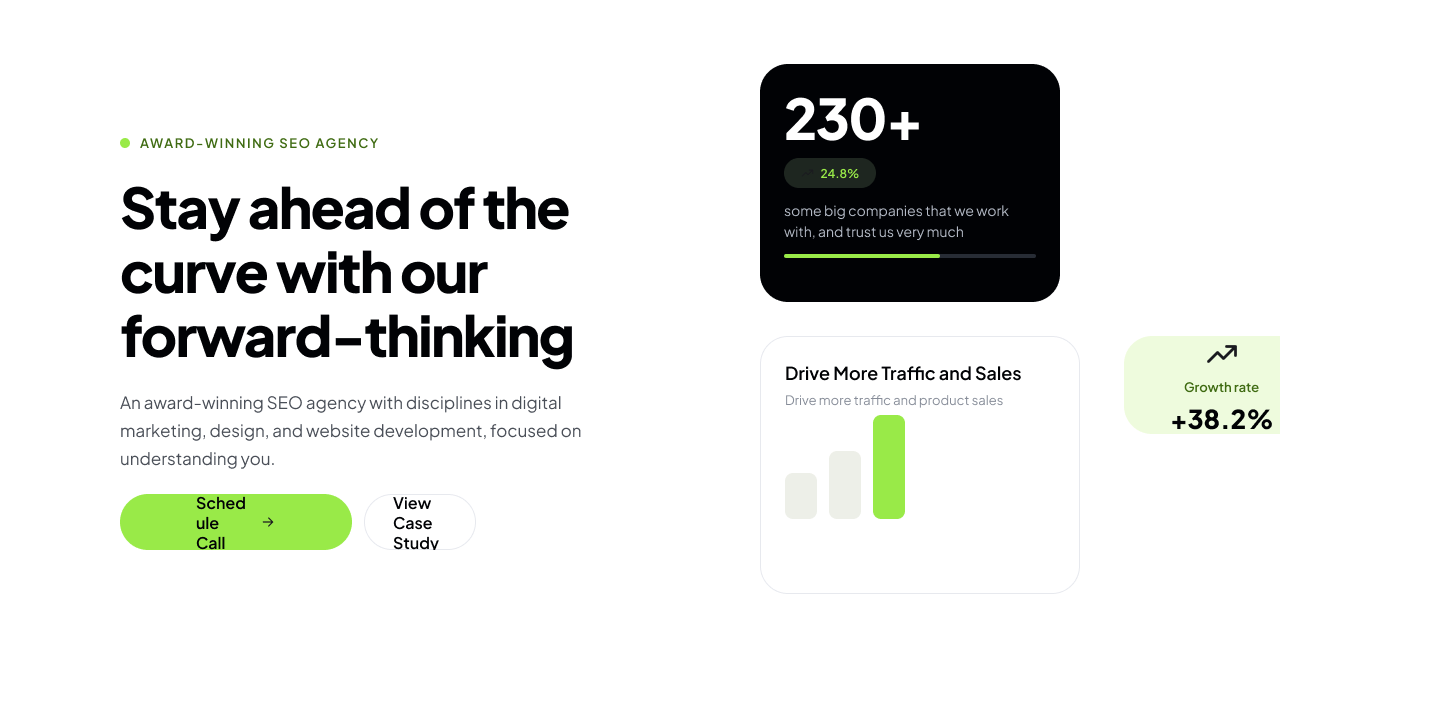 AWARD-WINNING SEO AGENCY
Stay ahead of the
curve with our
forward-thinking
An award-winning SEO agency with disciplines in digital
marketing, design, and website development, focused on
understanding you.
Sched
ule
Call
View
Case
Study
230+
24.8%
some big companies that we work
with, and trust us very much
Drive More Traffic and Sales
Drive more traffic and product sales
Growth rate
+38.2%